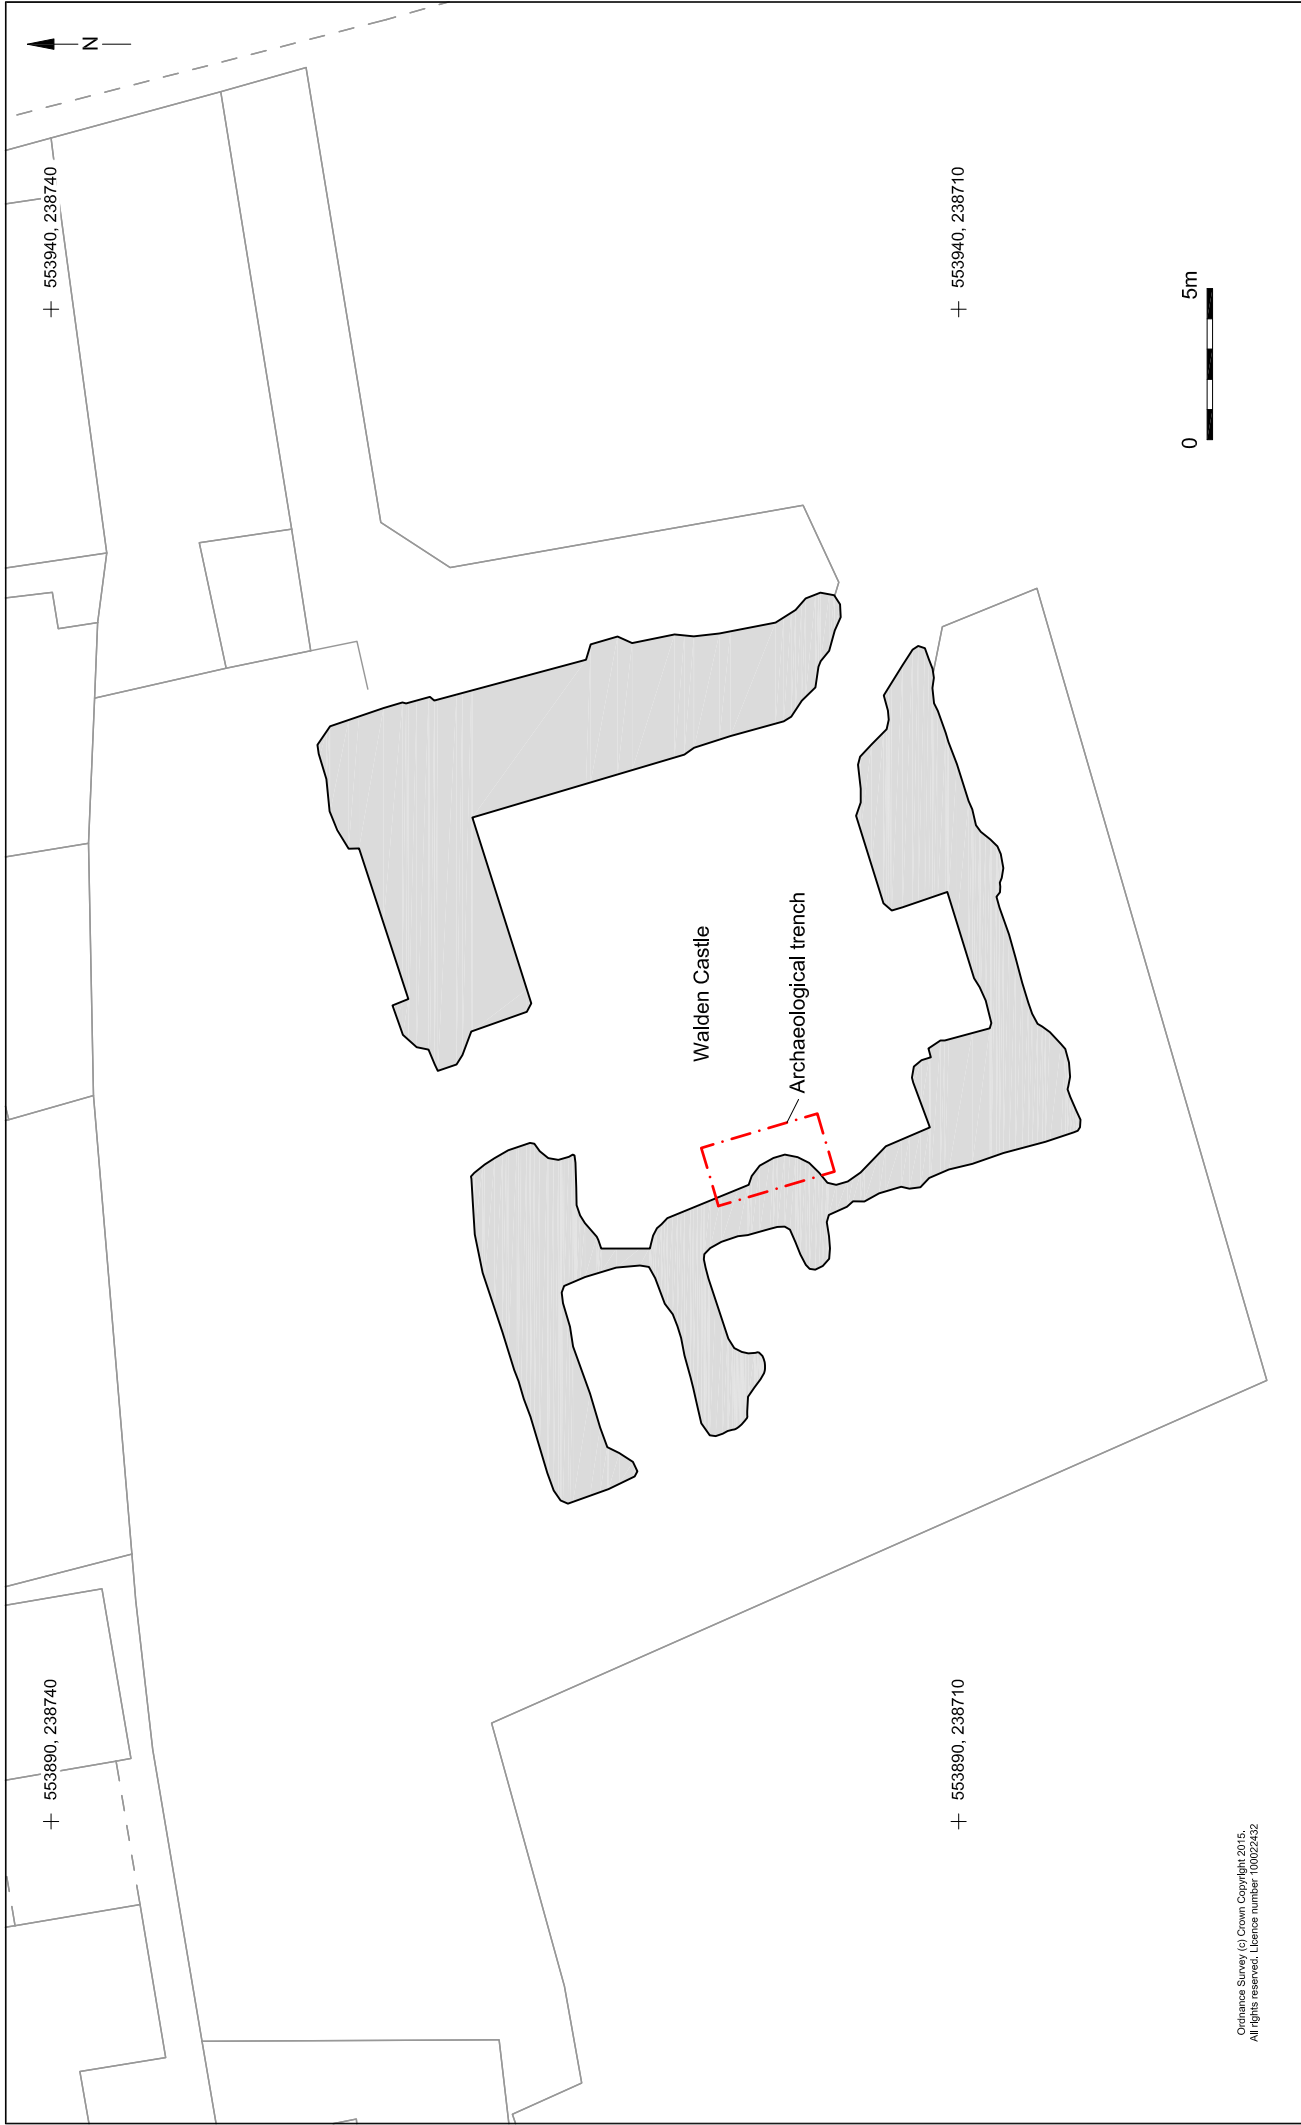 N
553890, 238740
553940, 238740
Walden Castle
Archaeological trench
553890, 238710
553940, 238710
0
5m
Ordnance Survey (c) Crown Copyright 2015.
All rights reserved. Licence number 100022432